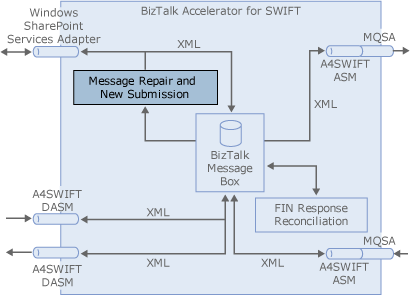 Windows
SharePoint
Services Adapter
BizTalk Accelerator for SWIFT
XML
MQSA
A4SWIFT
ASM
Message Repair and
New Submission
XML
BizTalk
Message
Box
A4SWIFT
DASM
XML
FIN Response
Reconciliation
A4SWIFT
DASM
XML
XML
MQSA
A4SWIFT
ASM